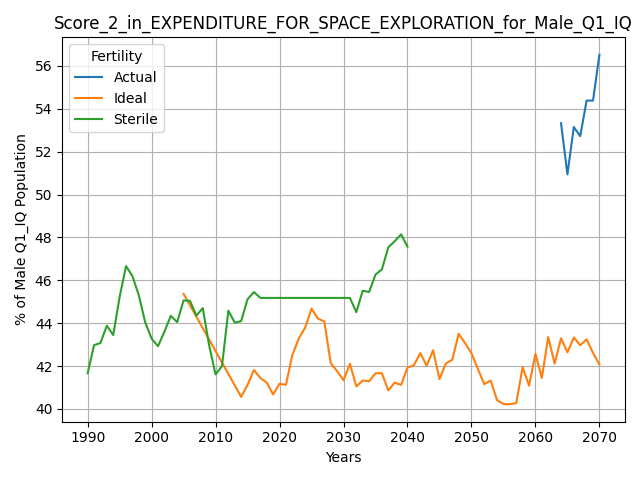 Score_2_in_EXPENDITURE_FOR_SPACE_EXPLORATION_for_Male_Q1_IQ
Fertility
Actual
Ideal
Sterile
% of Male Q1_IQ Population
56
54
52
50
48
46
44
42
40
1990 2000 2010 2020 2030 2040 2050 2060 2070
Years